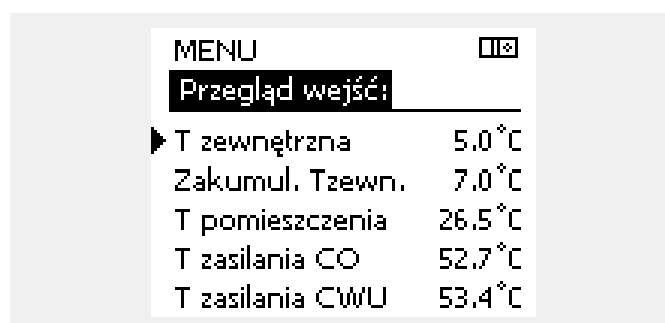 MENU
Przegląd wejść:
T zewnętrzna 5.0°C
Zakumul. Tzewn. 7.0°C
T pomieszczenia 26.5°C
T zasilania CO 52.7°C
T zasilania CWU 53.4°C